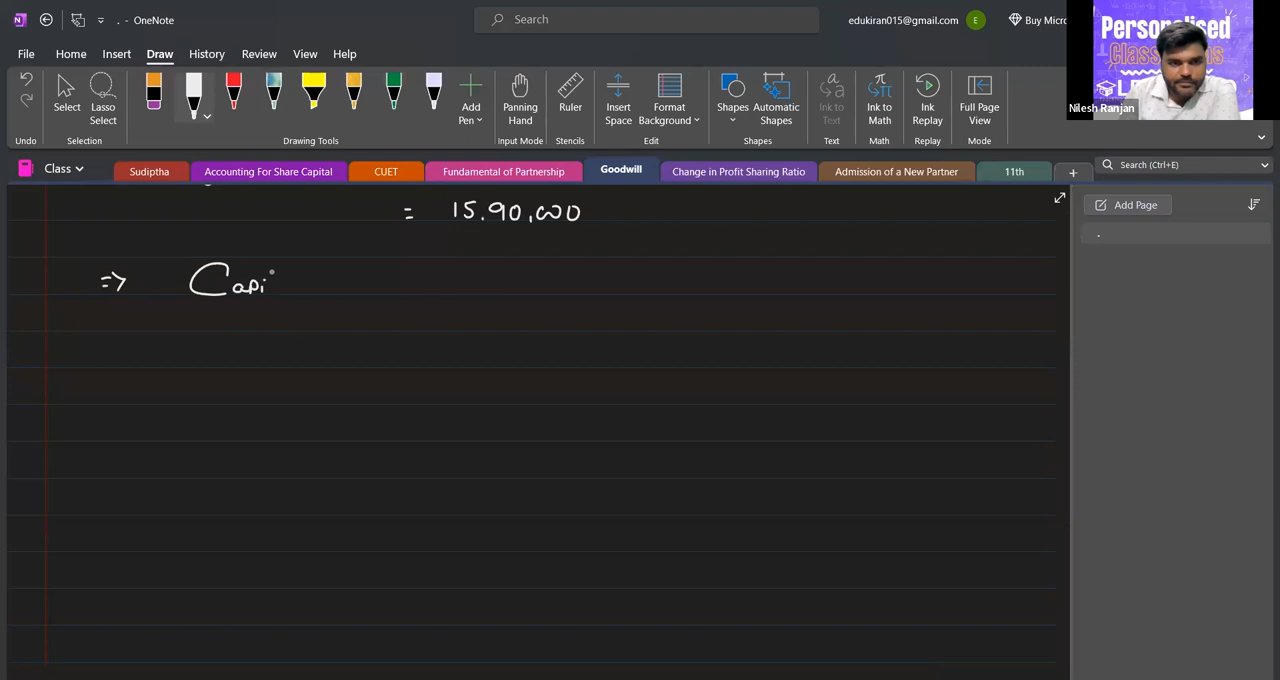 . - OneNote
Search
edukiran015@gmail.com E
Buy Micro
File Home Insert Draw History Review View Help
Personalised
Nilesh Ranjan
Select
Lasso Select
Add Pen
Panning Hand
Ruler
Insert Space
Format Background
Shapes
Automatic Shapes
Ink to Text
Ink to Math
Ink Replay
Full Page View
Undo Selection Drawing Tools Input Mode Stencils Edit Shapes Text Math Replay Mode
Class
Sudiptha
Accounting For Share Capital
CUET
Fundamental of Partnership
Goodwill
Change in Profit Sharing Ratio
Admission of a New Partner
11th
+
Search (Ctrl+E)
Add Page
.
= 15.90,000
=> Capi